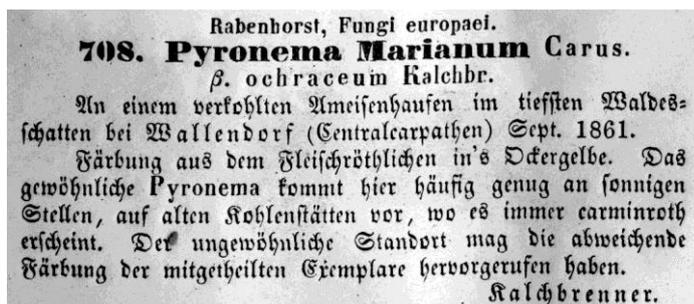 Rabenhorst, Fungi europaei.
708. Pyronema Marianum Carus.
β. ochraceum Kalchbr.
An einem verkohlten Ameisenhaufen im tiefsten Waldes-
schatten bei Wallendorf (Centralcarpathen) Sept. 1861.
Färbung aus dem Fleischröthlichen in's Ockergelbe. Das
gewöhnliche Pyronema kommt hier häufig genug an sonnigen
Stellen, auf alten Kohlenstätten vor, wo es immer carminroth
erscheint. Der ungewöhnliche Standort mag die abweichende
Färbung der mitgetheilten Exemplare hervorgerufen haben.
Kalchbrenner.